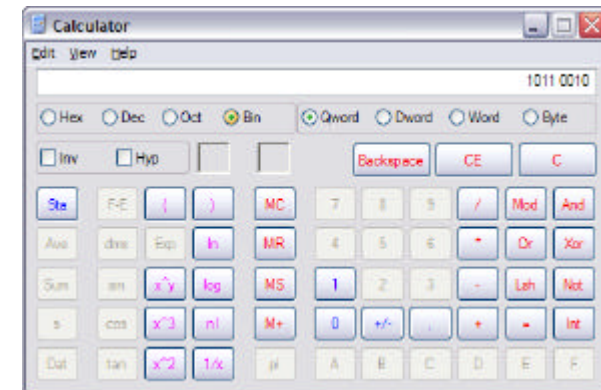 Calculator
Edit View Help
1011 0010
Hex Dec Oct Bin Qword Dword Word Byte
Inv Hyp Backspace CE C
Sta F-E ( ) MC 7 8 9 / Mod And
Ave dms Exp ln MR 4 5 6 * Or Xor
Sum sin x^y log MS 1 2 3 - Lsh Not
s cos x^3 n! M+ 0 +/- . + = Int
Dat tan x^2 1/x pi A B C D E F